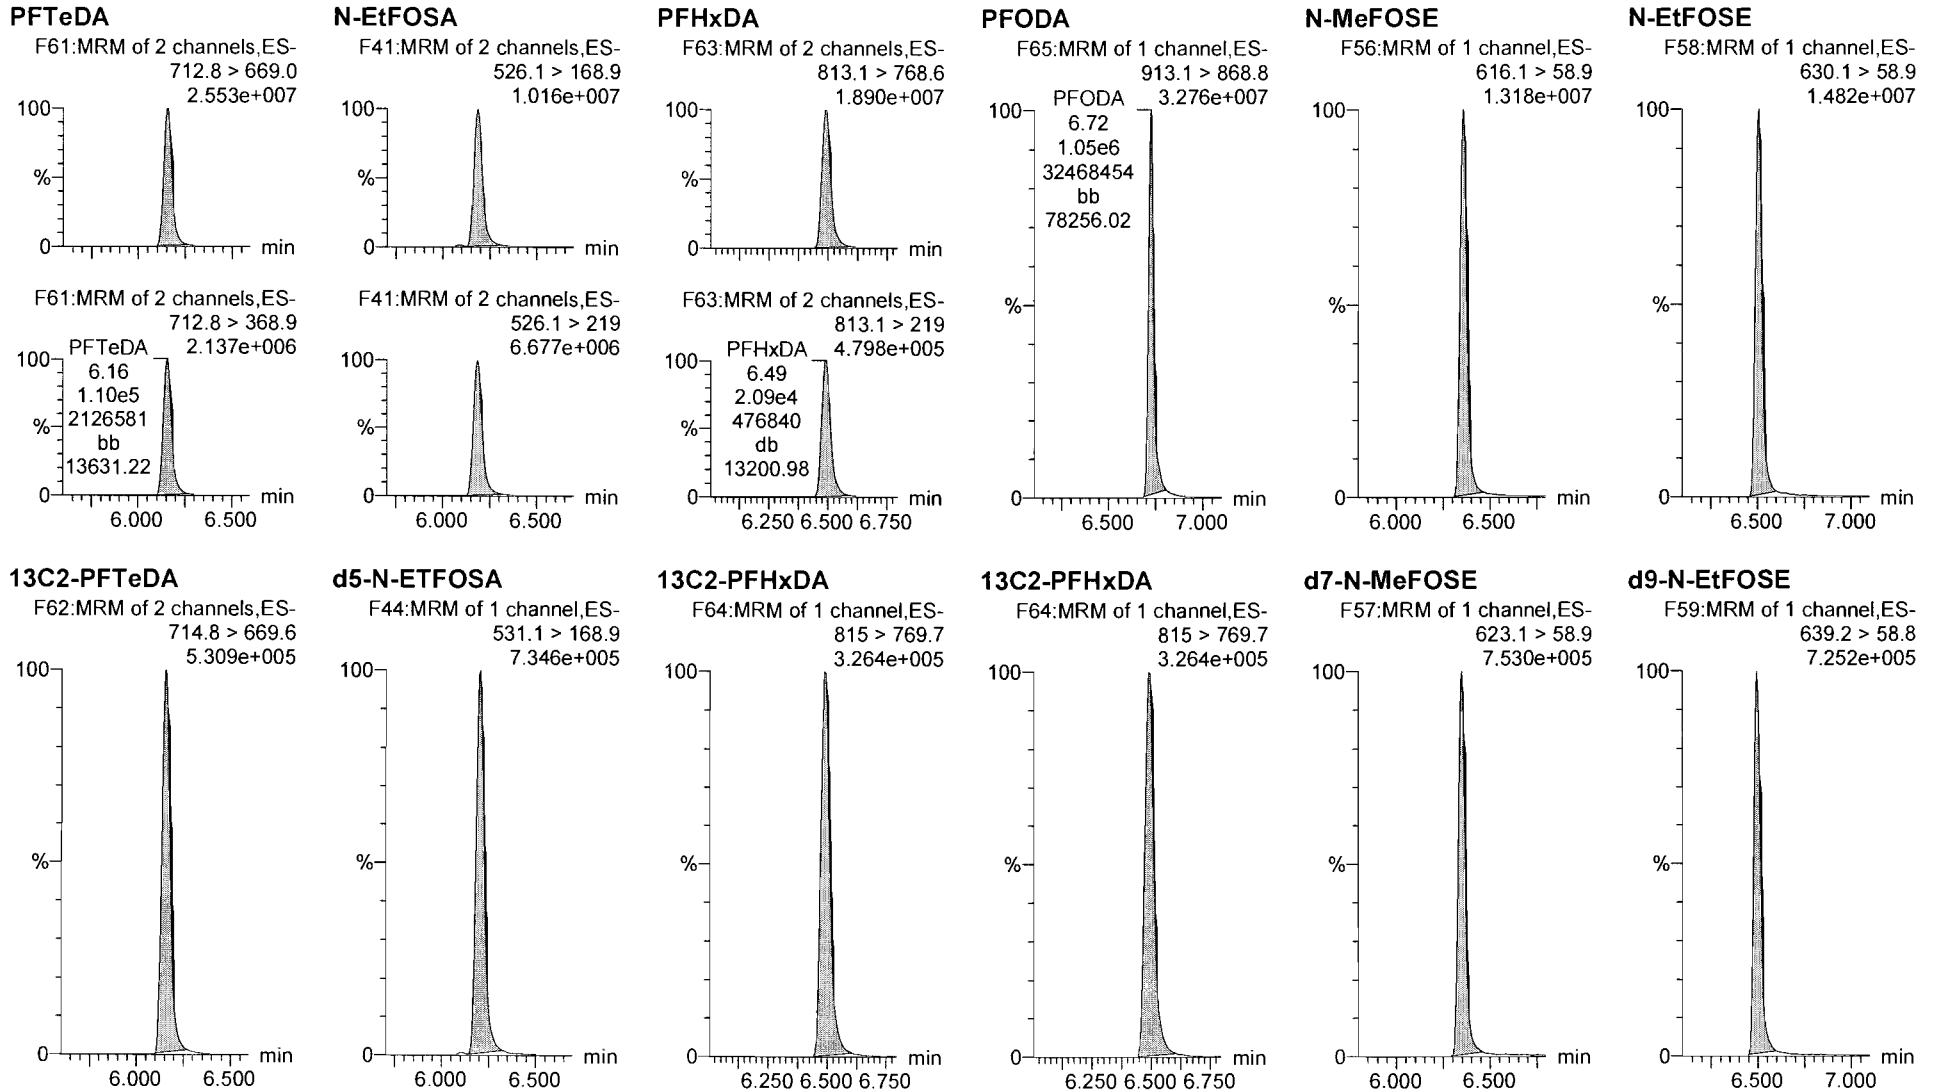 PFTeDA
F61:MRM of 2 channels,ES-
712.8 > 669.0
2.553e+007
100
%
0
min
F61:MRM of 2 channels,ES-
712.8 > 368.9
2.137e+006
PFTeDA
6.16
1.10e5
2126581
bb
13631.22
100
%
0
min
6.000 6.500
N-EtFOSA
F41:MRM of 2 channels,ES-
526.1 > 168.9
1.016e+007
100
%
0
min
F41:MRM of 2 channels,ES-
526.1 > 219
6.677e+006
100
%
0
min
6.000 6.500
PFHxDA
F63:MRM of 2 channels,ES-
813.1 > 768.6
1.890e+007
100
%
0
min
F63:MRM of 2 channels,ES-
813.1 > 219
4.798e+005
PFHxDA
6.49
2.09e4
476840
db
13200.98
100
%
0
min
6.250 6.500 6.750
PFODA
F65:MRM of 1 channel,ES-
913.1 > 868.8
3.276e+007
PFODA
6.72
1.05e6
32468454
bb
78256.02
100
%
0
min
6.500 7.000
N-MeFOSE
F56:MRM of 1 channel,ES-
616.1 > 58.9
1.318e+007
100
%
0
min
6.000 6.500
N-EtFOSE
F58:MRM of 1 channel,ES-
630.1 > 58.9
1.482e+007
100
%
0
min
6.500 7.000
13C2-PFTeDA
F62:MRM of 2 channels,ES-
714.8 > 669.6
5.309e+005
100
%
0
min
6.000 6.500
d5-N-ETFOSA
F44:MRM of 1 channel,ES-
531.1 > 168.9
7.346e+005
100
%
0
min
6.000 6.500
13C2-PFHxDA
F64:MRM of 1 channel,ES-
815 > 769.7
3.264e+005
100
%
0
min
6.250 6.500 6.750
13C2-PFHxDA
F64:MRM of 1 channel,ES-
815 > 769.7
3.264e+005
100
%
0
min
6.250 6.500 6.750
d7-N-MeFOSE
F57:MRM of 1 channel,ES-
623.1 > 58.9
7.530e+005
100
%
0
min
6.000 6.500
d9-N-EtFOSE
F59:MRM of 1 channel,ES-
639.2 > 58.8
7.252e+005
100
%
0
min
6.500 7.000